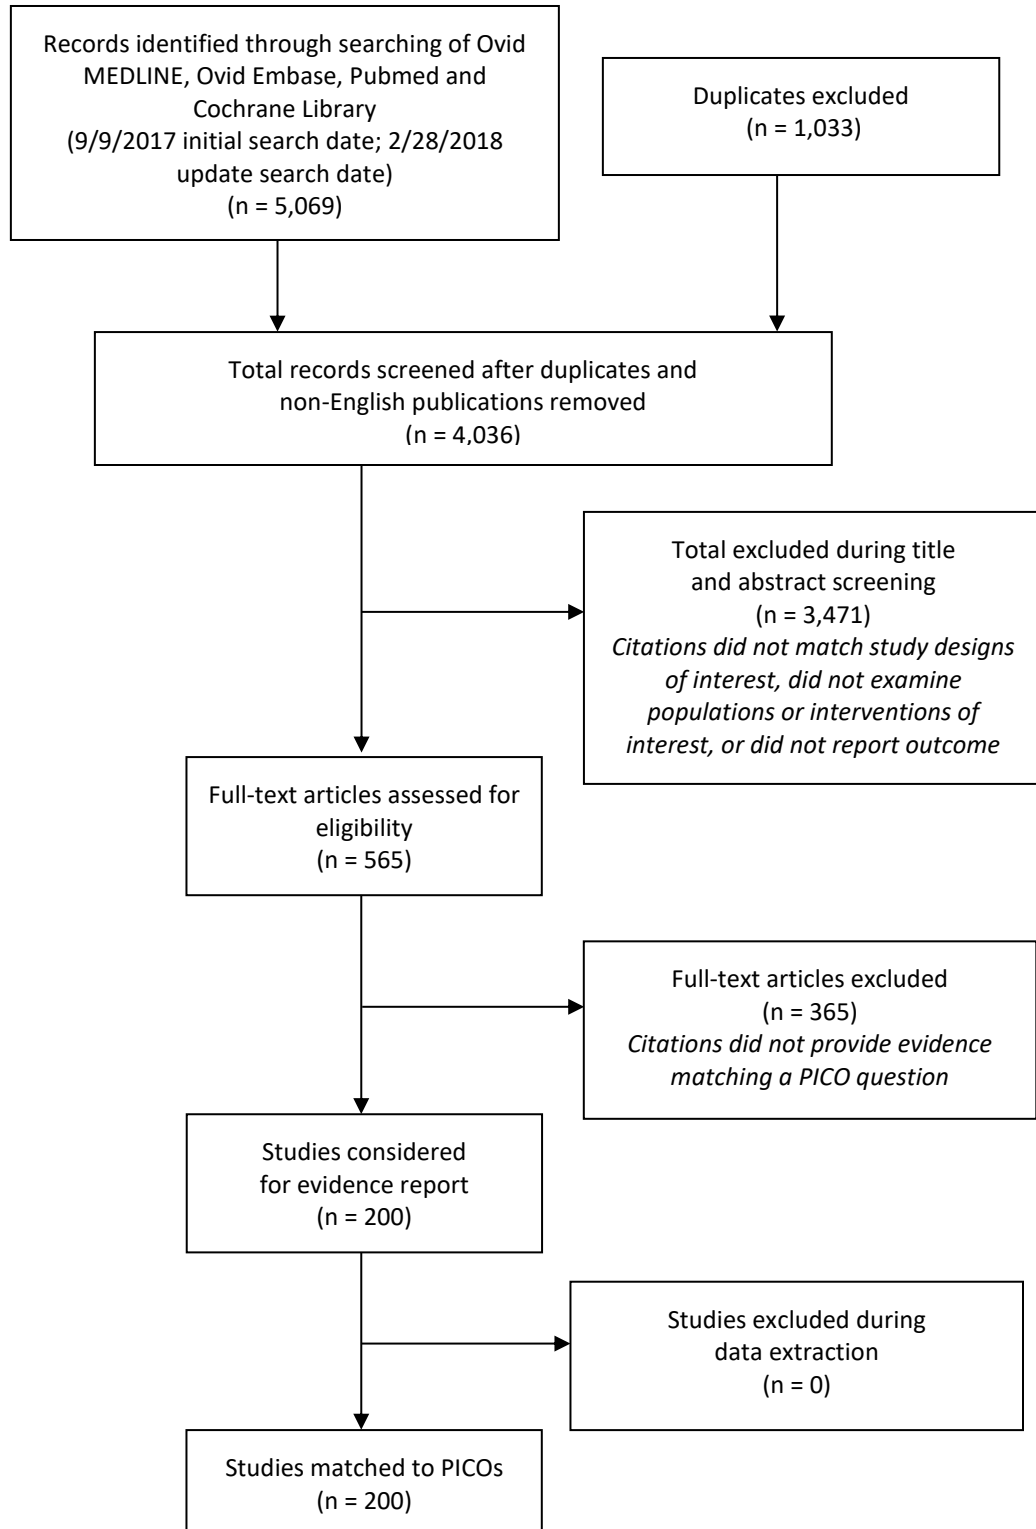 Records identified through searching of Ovid
MEDLINE, Ovid Embase, Pubmed and
Cochrane Library
(9/9/2017 initial search date; 2/28/2018
update search date)
(n = 5,069)
Duplicates excluded
(n = 1,033)
Total records screened after duplicates and
non-English publications removed
(n = 4,036)
Total excluded during title
and abstract screening
(n = 3,471)
Citations did not match study designs
of interest, did not examine
populations or interventions of
interest, or did not report outcome
Full-text articles assessed for
eligibility
(n = 565)
Full-text articles excluded
(n = 365)
Citations did not provide evidence
matching a PICO question
Studies considered
for evidence report
(n = 200)
Studies excluded during
data extraction
(n = 0)
Studies matched to PICOs
(n = 200)